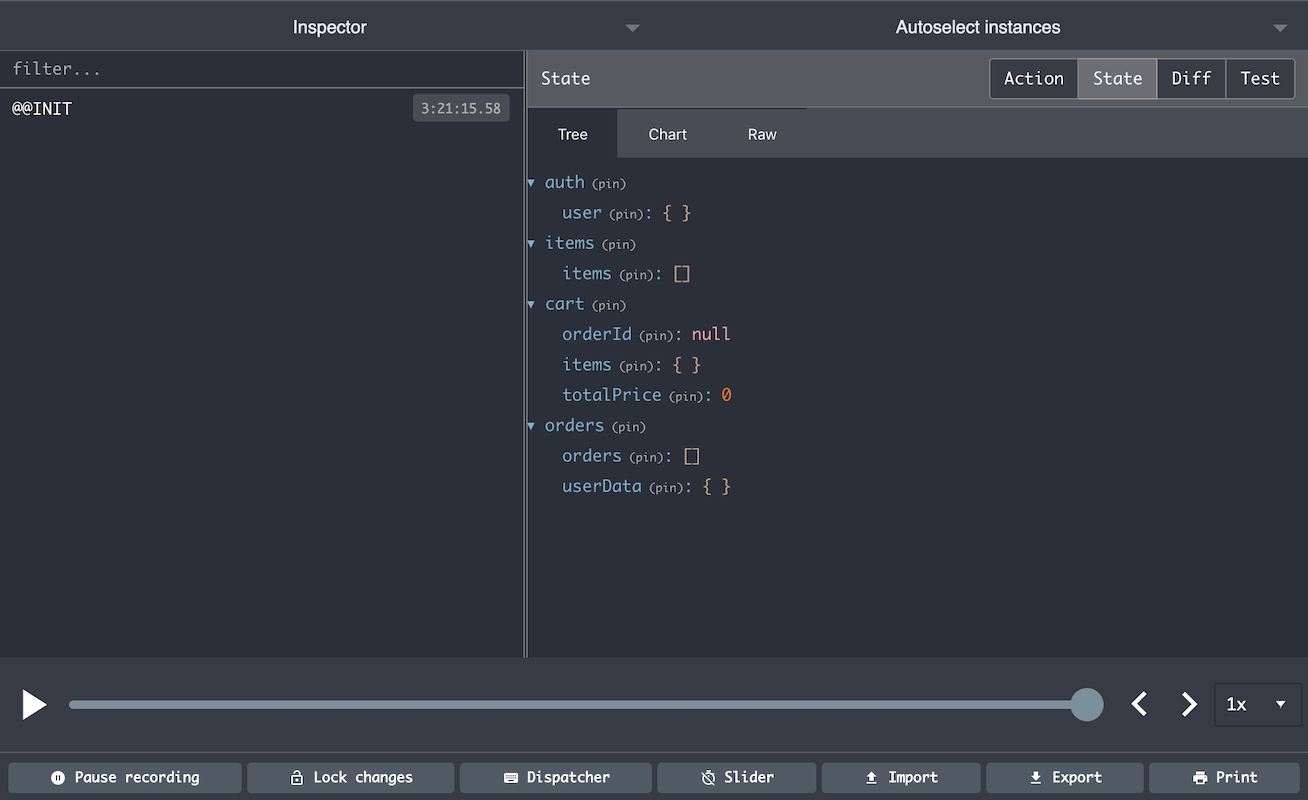 Inspector
Autoselect instances
filter...
@@INIT
3:21:15.58
State
Action
State
Diff
Test
Tree
Chart
Raw
auth (pin)
user (pin): { }
items (pin)
items (pin): []
cart (pin)
orderId (pin): null
items (pin): { }
totalPrice (pin): 0
orders (pin)
orders (pin): []
userData (pin): { }
1x
Pause recording
Lock changes
Dispatcher
Slider
Import
Export
Print